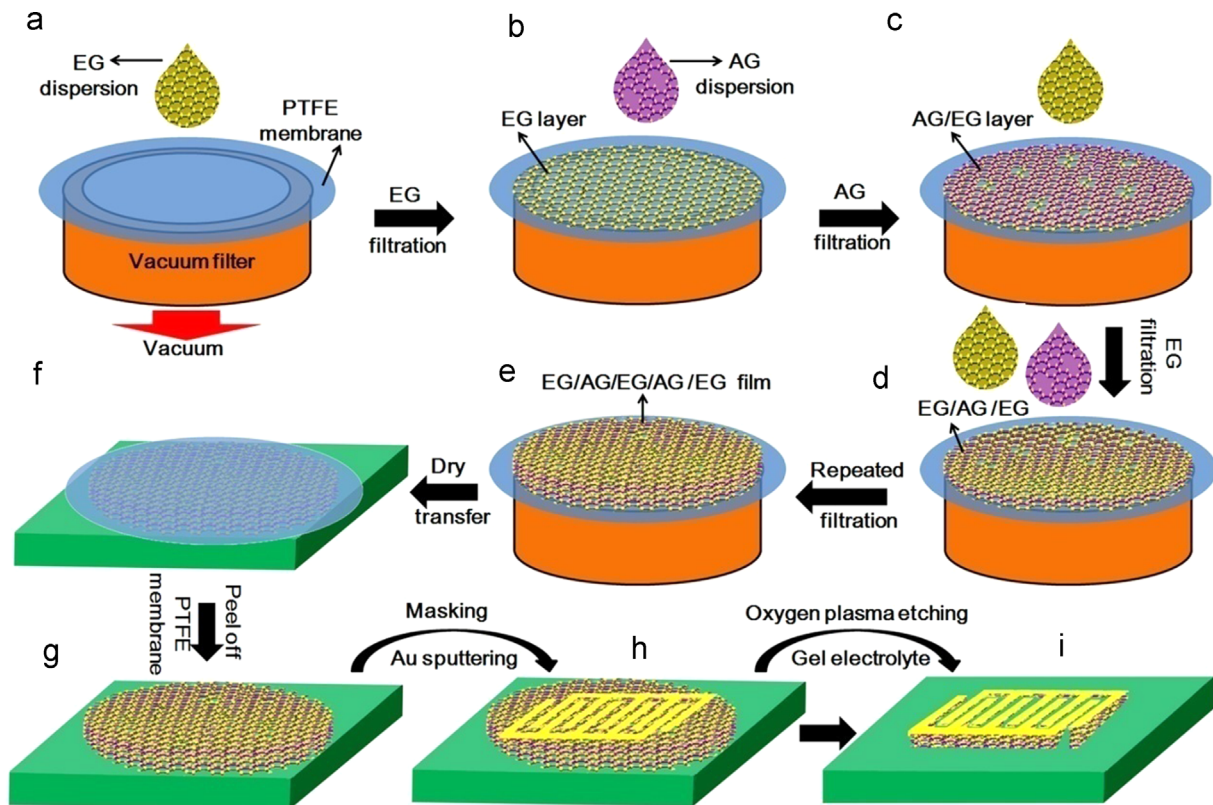 a
EG
dispersion
PTFE
membrane
Vacuum filter
Vacuum
EG
filtration
b
AG
dispersion
EG layer
AG
filtration
c
AG/EG layer
EG
filtration
d
EG/AG/EG
Repeated
filtration
e
EG/AG/EG/AG/EG film
Dry
transfer
f
Peel off
PTFE
membrane
g
Masking
Au sputtering
h
Oxygen plasma etching
Gel electrolyte
i